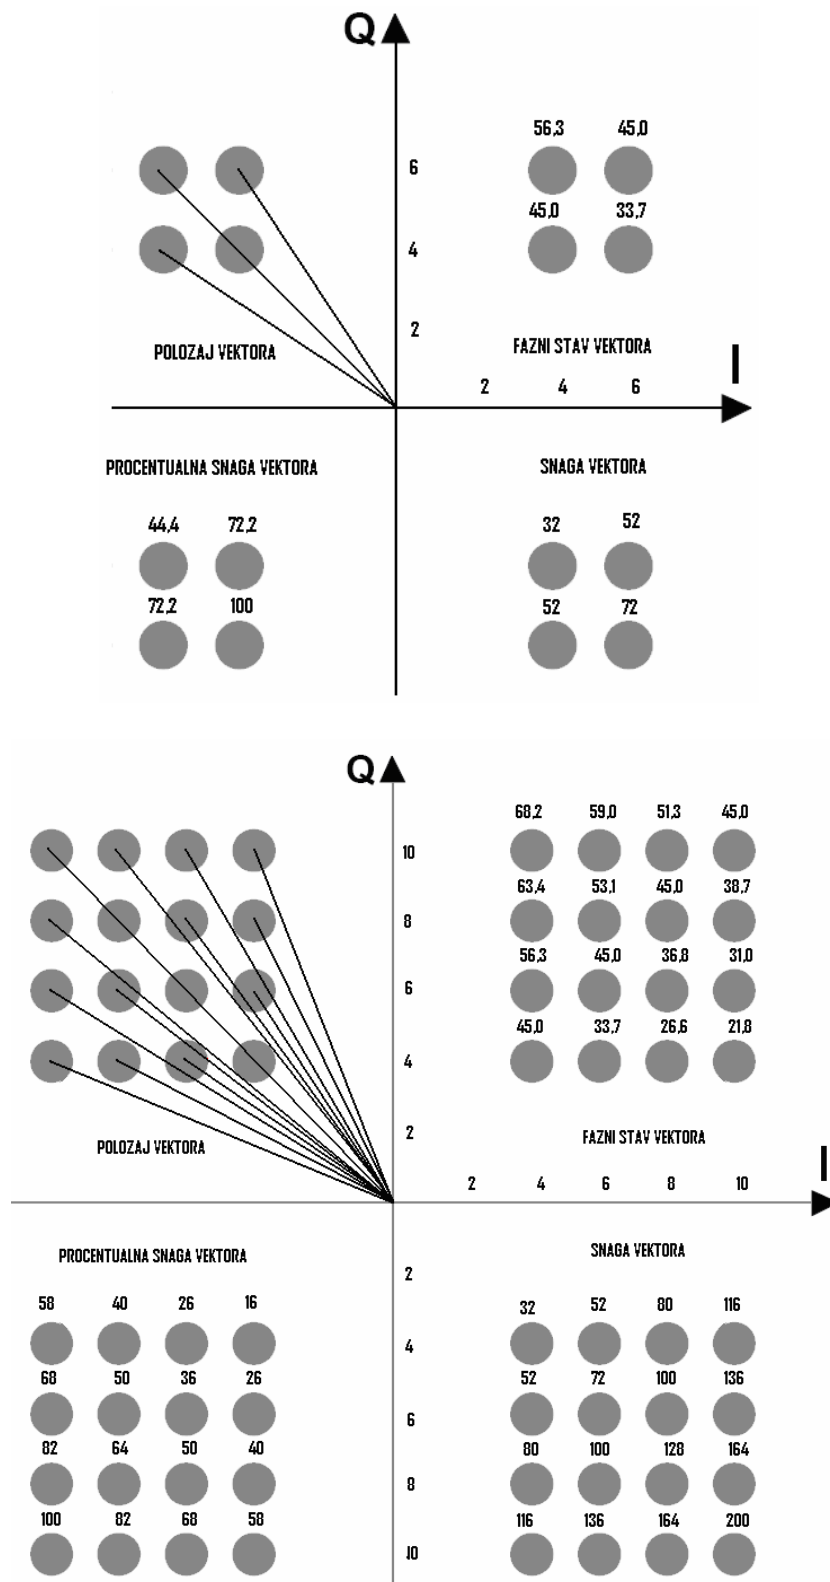 Q
56,3 45,0
6
45,0 33,7
4
2
POLOZAJ VEKTORA FAZNI STAV VEKTORA I
2 4 6
PROCENTUALNA SNAGA VEKTORA SNAGA VEKTORA
44,4 72,2 32 52
72,2 100 52 72
Q
68,2 59,0 51,3 45,0
10
63,4 53,1 45,0 38,7
8
56,3 45,0 36,8 31,0
6
45,0 33,7 26,6 21,8
4
2
POLOZAJ VEKTORA FAZNI STAV VEKTORA I
2 4 6 8 10
PROCENTUALNA SNAGA VEKTORA SNAGA VEKTORA
2
58 40 26 16 32 52 80 116
4
68 50 36 26 52 72 100 136
6
82 64 50 40 80 100 128 164
8
100 82 68 58 116 136 164 200
10